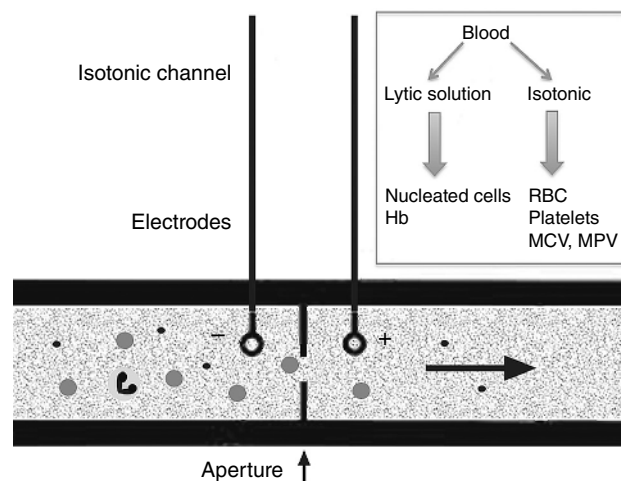 Isotonic channel
Electrodes
Blood
Lytic solution Isotonic
Nucleated cells RBC
Hb Platelets
MCV, MPV
− +
Aperture